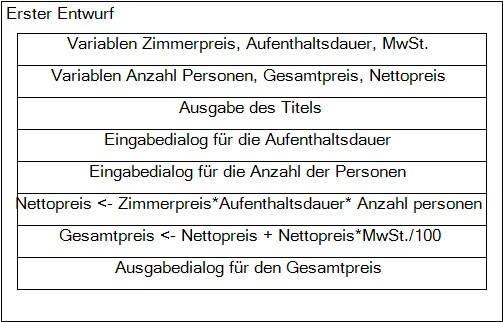 Erster Entwurf
Variablen Zimmerpreis, Aufenthaltsdauer, MwSt.
Variablen Anzahl Personen, Gesamtpreis, Nettopreis
Ausgabe des Titels
Eingabedialog für die Aufenthaltsdauer
Eingabedialog für die Anzahl der Personen
Nettopreis <- Zimmerpreis*Aufenthaltsdauer* Anzahl personen
Gesamtpreis <- Nettopreis + Nettopreis*MwSt./100
Ausgabedialog für den Gesamtpreis